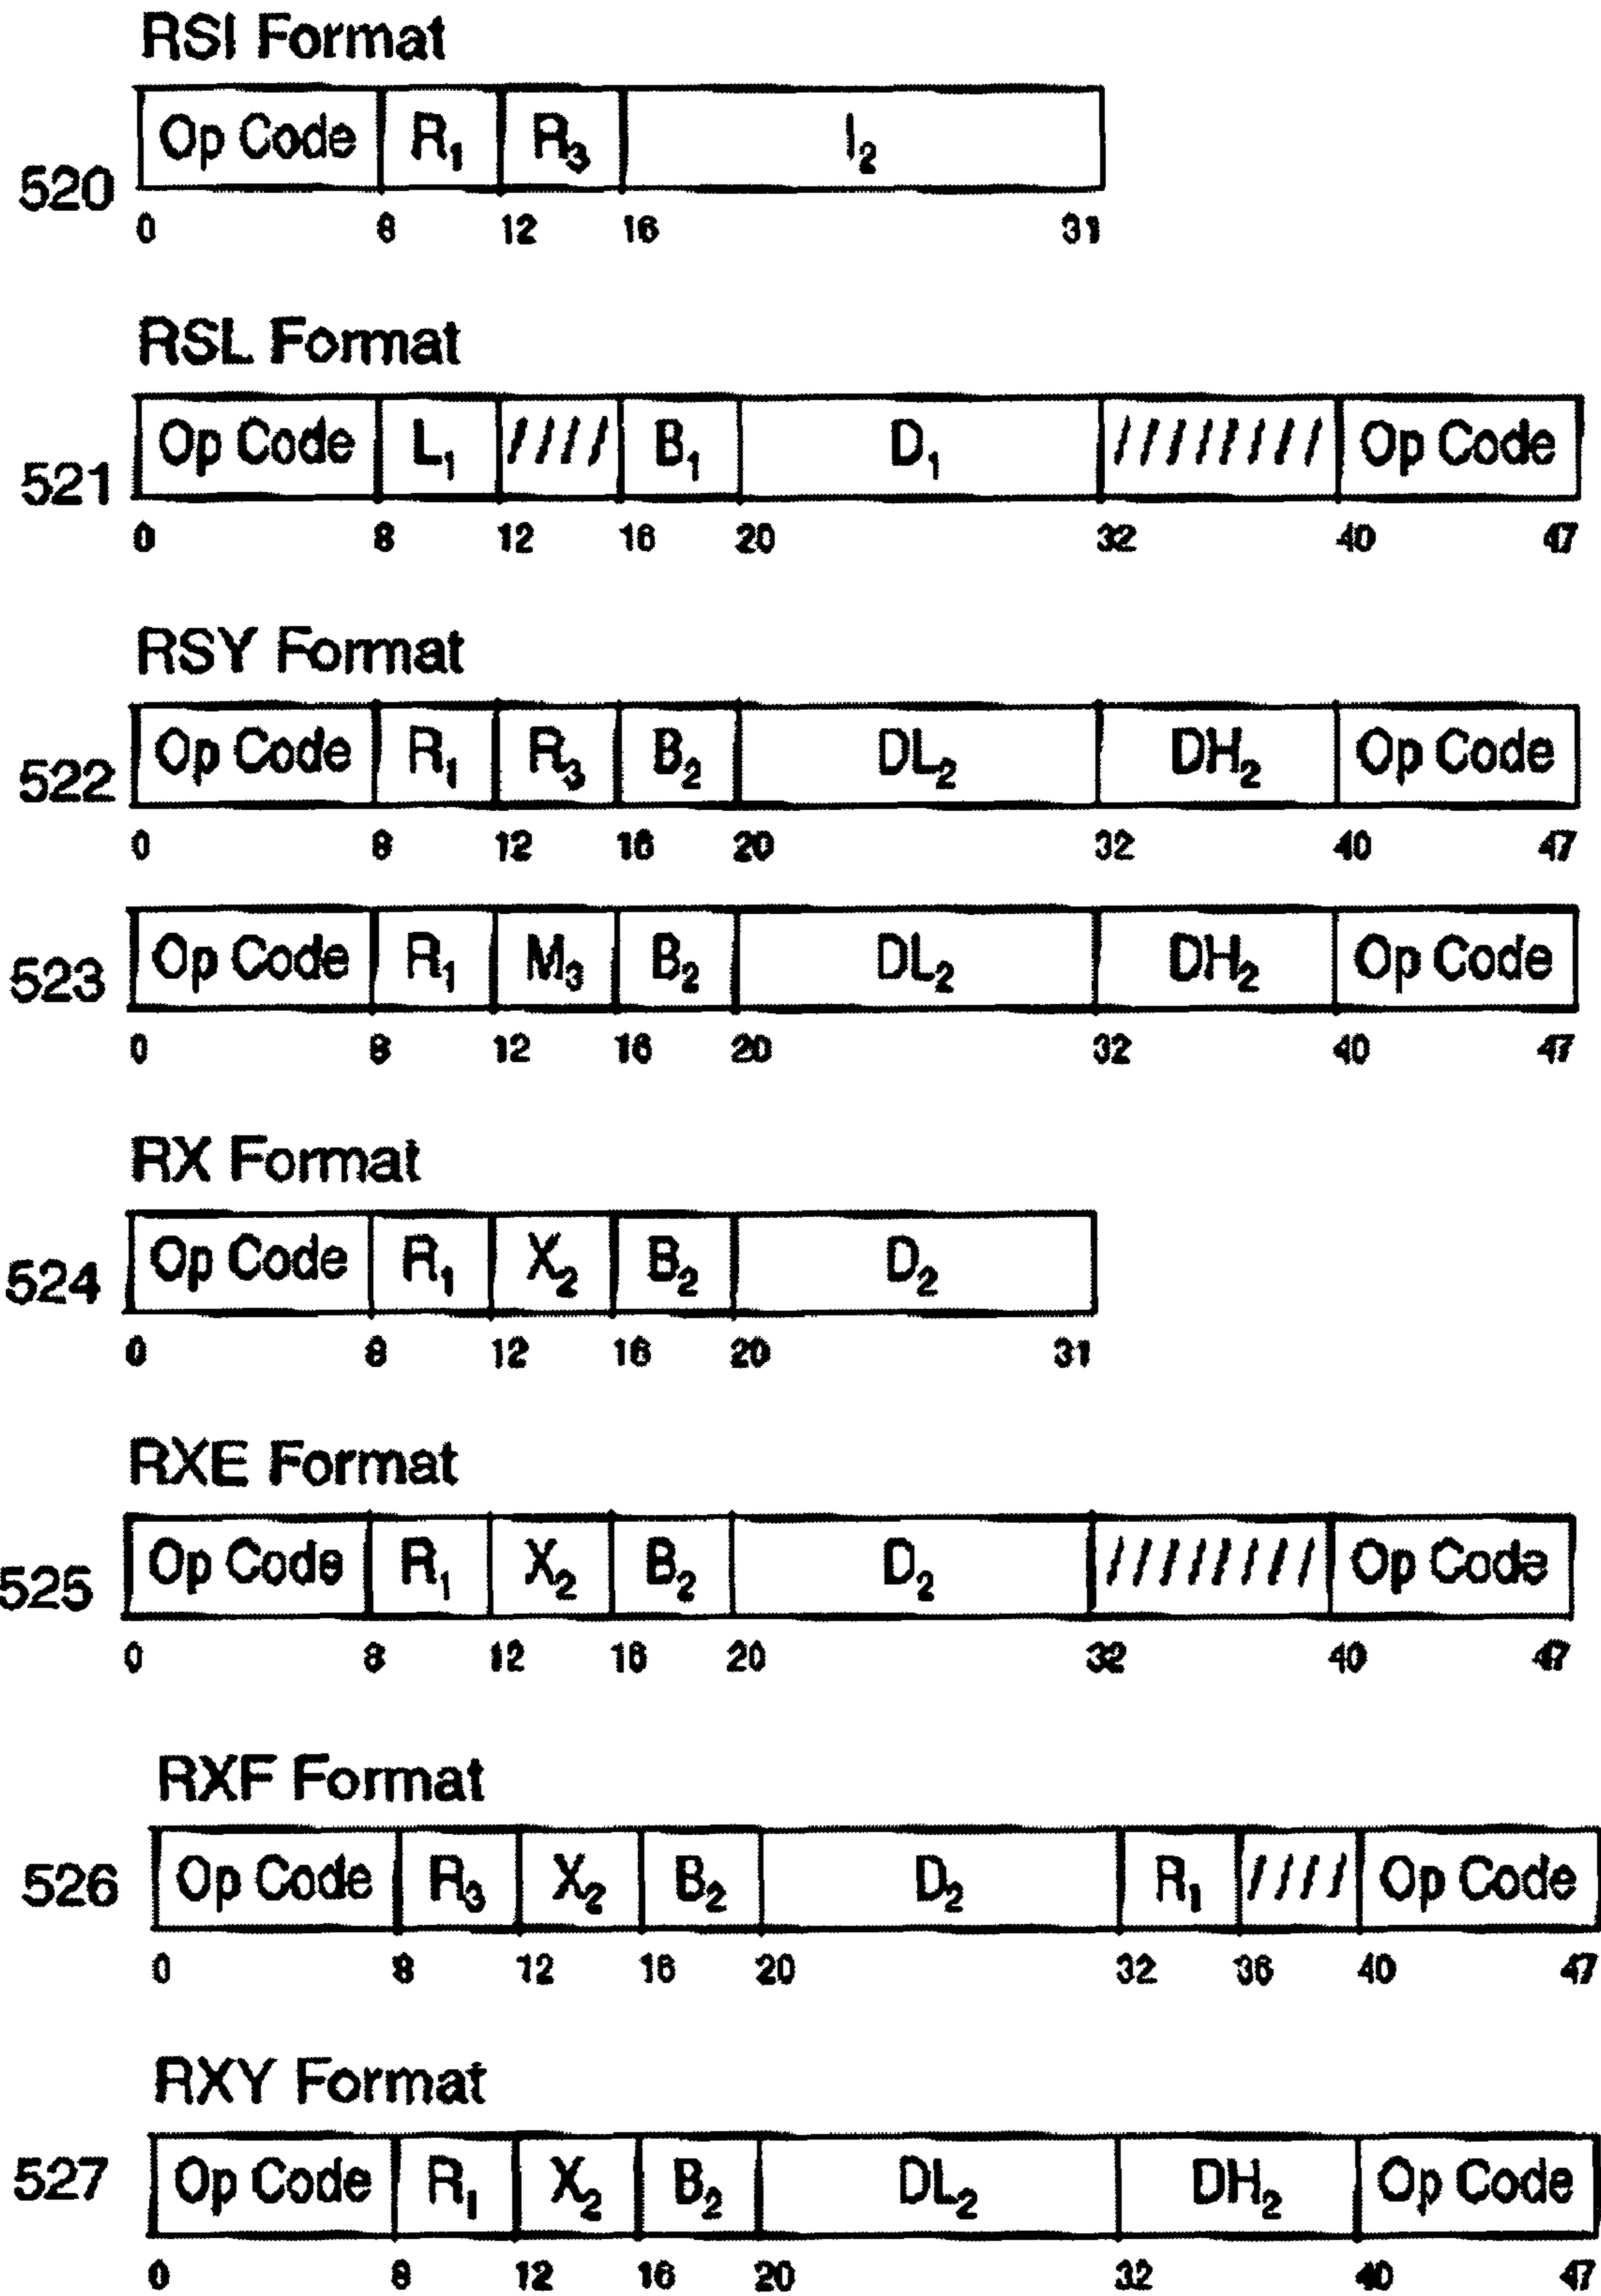 RSI Format
520 Op Code R₁ R₃ I₂
0 8 12 16 31
RSL Format
521 Op Code L₁ //// B₁ D₁ //////// Op Code
0 8 12 16 20 32 40 47
RSY Format
522 Op Code R₁ R₃ B₂ DL₂ DH₂ Op Code
0 8 12 16 20 32 40 47
523 Op Code R₁ M₃ B₂ DL₂ DH₂ Op Code
0 8 12 16 20 32 40 47
RX Format
524 Op Code R₁ X₂ B₂ D₂
0 8 12 16 20 31
RXE Format
525 Op Code R₁ X₂ B₂ D₂ //////// Op Code
0 8 12 16 20 32 40 47
RXF Format
526 Op Code R₃ X₂ B₂ D₂ R₁ //// Op Code
0 8 12 16 20 32 36 40 47
RXY Format
527 Op Code R₁ X₂ B₂ DL₂ DH₂ Op Code
0 8 12 16 20 32 40 47